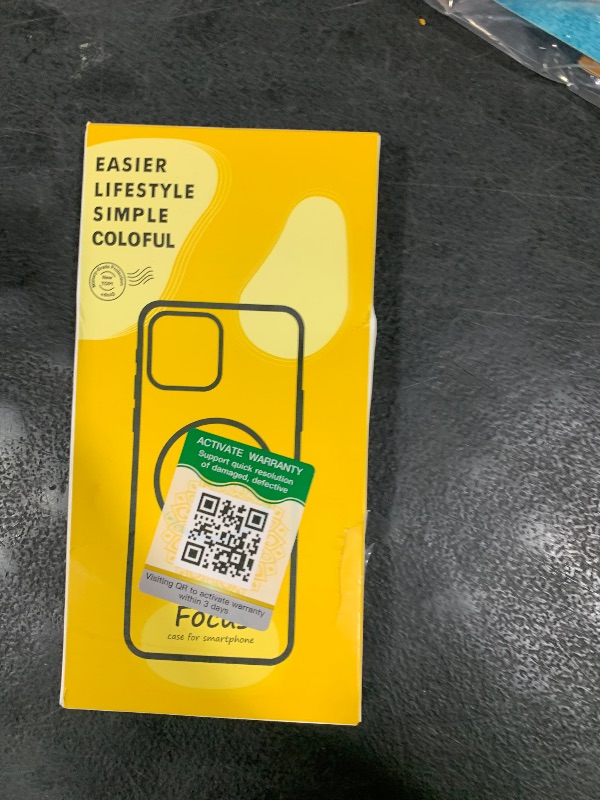 EASIER
LIFESTYLE
SIMPLE
COLOFUL
ACTIVATE WARRANTY
Support quick resolution
of damaged, defective
Visiting QR to activate warranty
within 3 days
Focus
case for smartphone